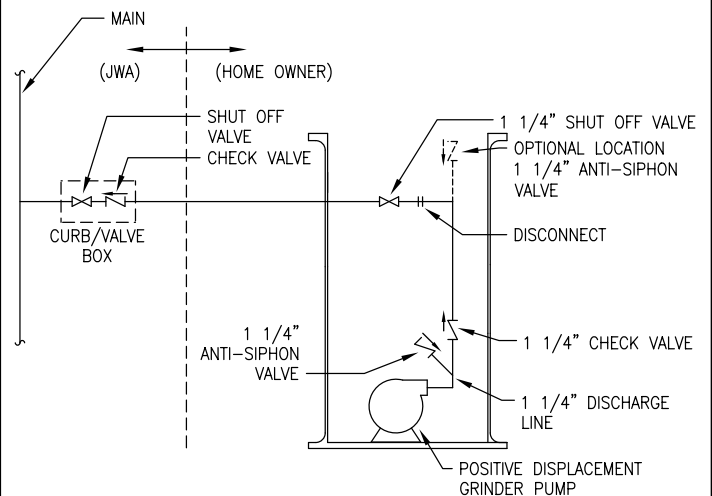 MAIN
(JWA)
(HOME OWNER)
SHUT OFF
VALVE
CHECK VALVE
CURB/VALVE
BOX
1 1/4" SHUT OFF VALVE
OPTIONAL LOCATION
1 1/4" ANTI-SIPHON
VALVE
DISCONNECT
1 1/4"
ANTI-SIPHON
VALVE
1 1/4" CHECK VALVE
1 1/4" DISCHARGE
LINE
POSITIVE DISPLACEMENT
GRINDER PUMP